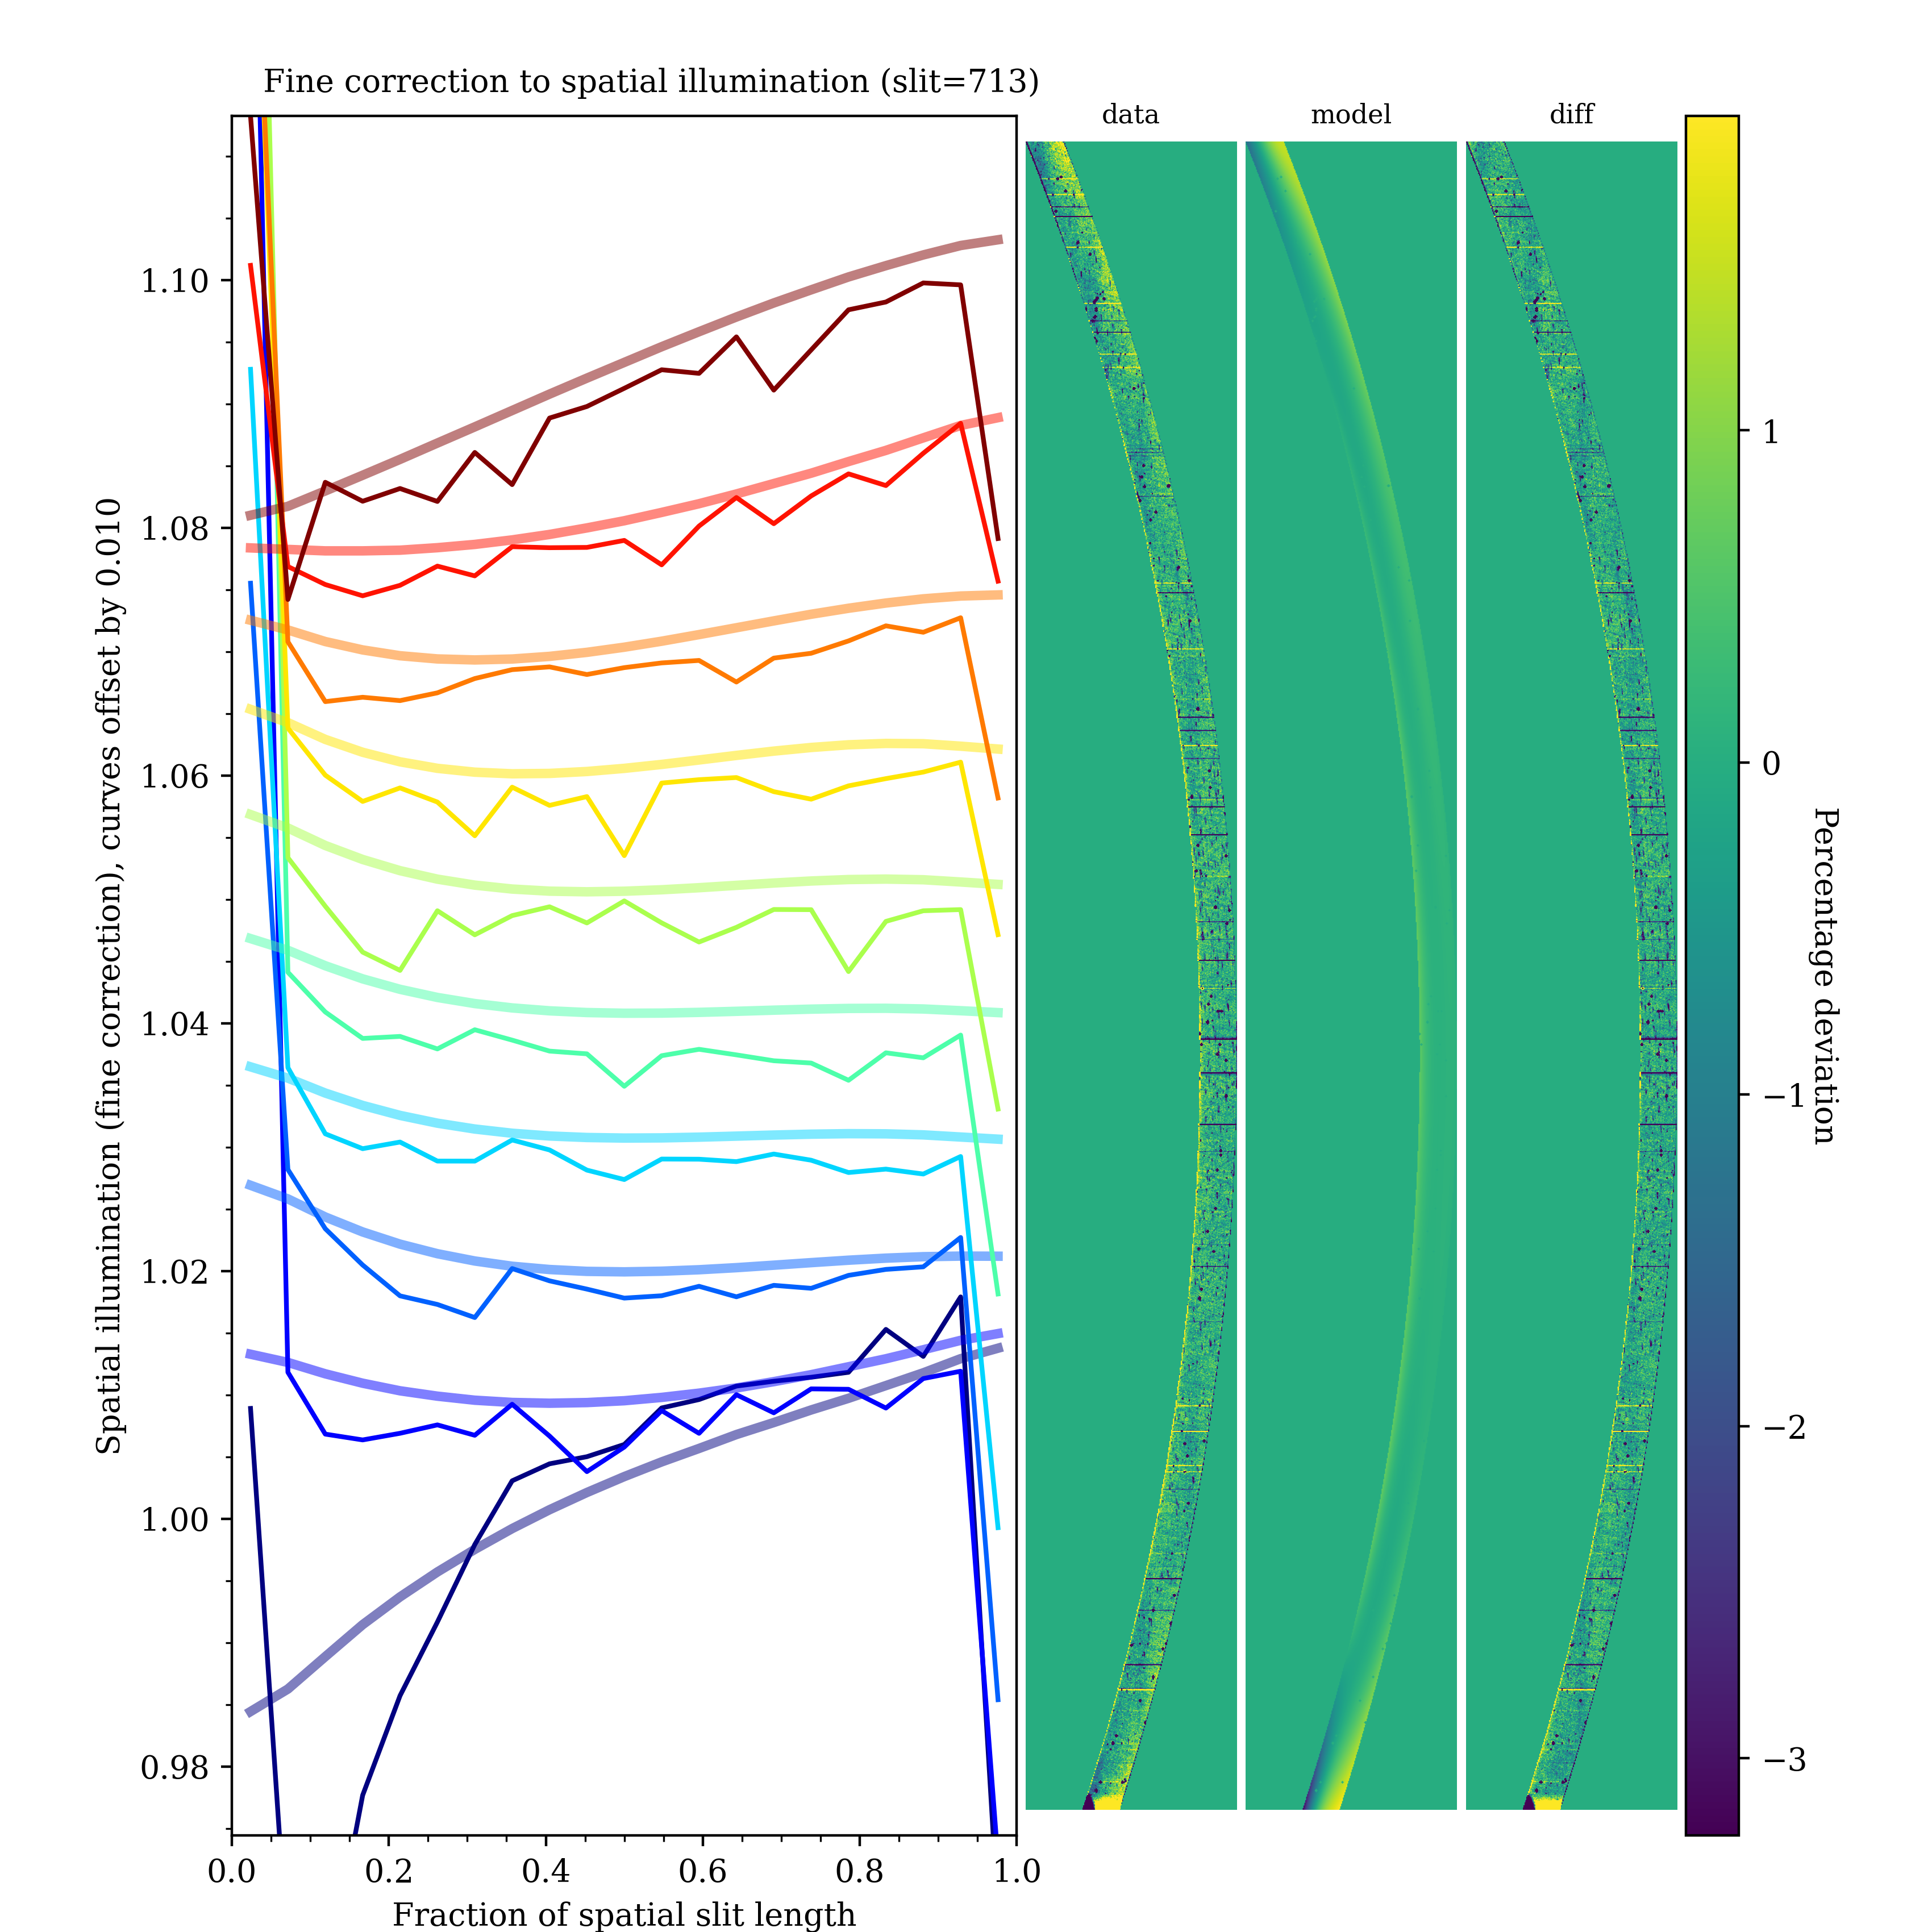 Fine correction to spatial illumination (slit=713)
data
model
diff
Spatial illumination (fine correction), curves offset by 0.010
1.10
1.08
1.06
1.04
1.02
1.00
0.98
0.0
0.2
0.4
0.6
0.8
1.0
Fraction of spatial slit length
1
0
−1
−2
−3
Percentage deviation